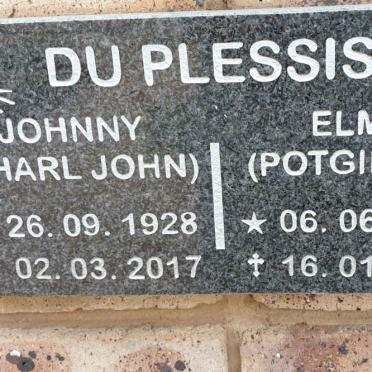 DU PLESSIS
JOHNNY
HARL JOHN)
26. 09. 1928
02. 03. 2017
ELM
(POTGI
★ 06. 06
✝ 16. 01